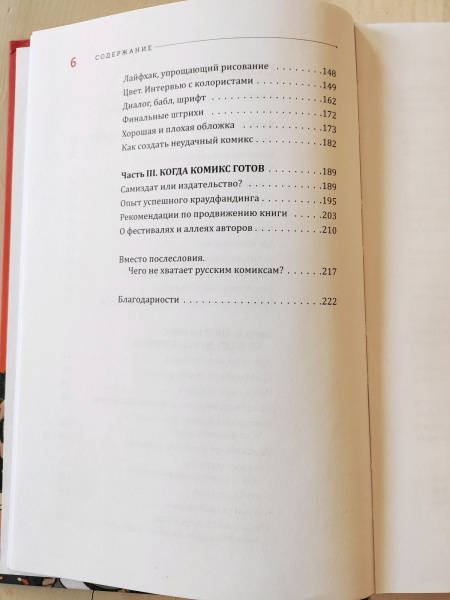 6 СОДЕРЖАНИЕ
Лайфхак, упрощающий рисование . . . . . . . .148
Цвет. Интервью с колористами . . . . . . . . . .149
Диалог, бабл, шрифт . . . . . . . . . . . . . . . .162
Финальные штрихи . . . . . . . . . . . . . . . . .172
Хорошая и плохая обложка . . . . . . . . . . . .173
Как создать неудачный комикс . . . . . . . . . .182
Часть III. КОГДА КОМИКС ГОТОВ . . . . . . . .189
Самиздат или издательство? . . . . . . . . . . .189
Опыт успешного краудфандинга . . . . . . . . .195
Рекомендации по продвижению книги . . . . .203
О фестивалях и аллеях авторов . . . . . . . . . .210
Вместо послесловия.
Чего не хватает русским комиксам? . . . . . .217
Благодарности . . . . . . . . . . . . . . . . . . . .222